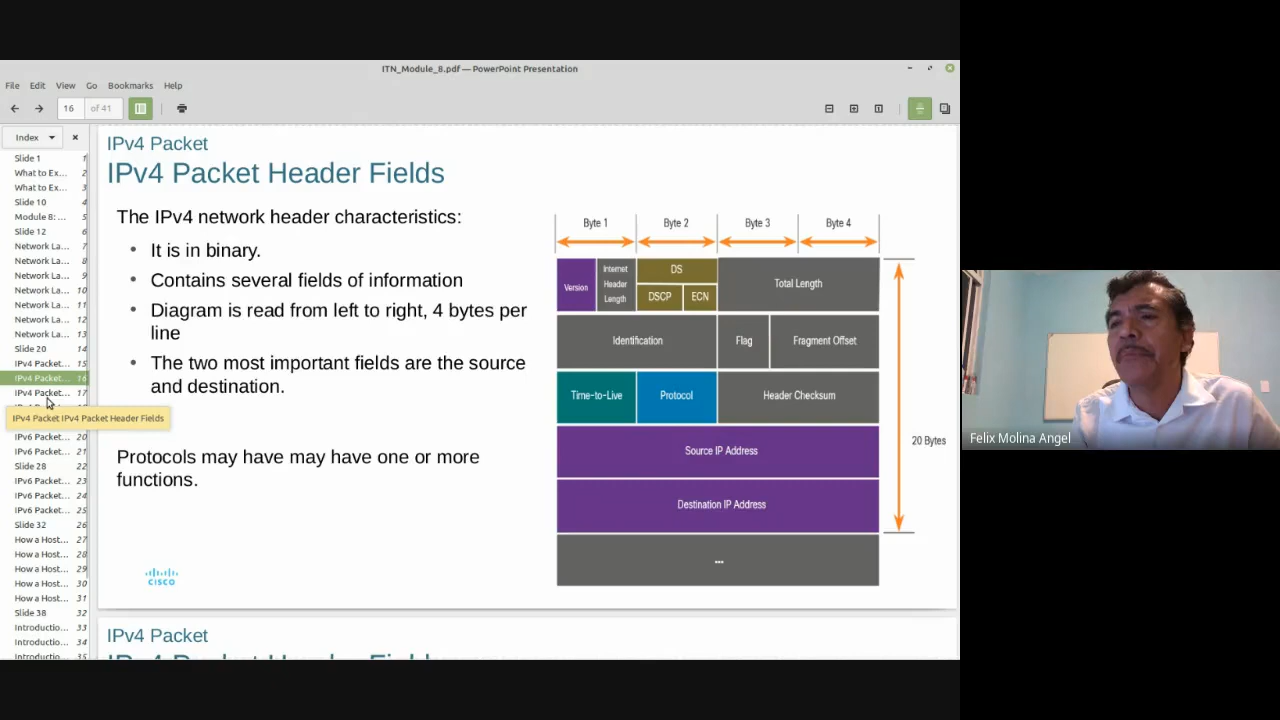 ITN_Module_8.pdf — PowerPoint Presentation
File Edit View Go Bookmarks Help
16 of 41
Index
Slide 1 1
What to Ex... 2
What to Ex... 3
Slide 10 4
Module 8: ... 5
Slide 12 6
Network La... 7
Network La... 8
Network La... 9
Network La... 10
Network La... 11
Network La... 12
Network La... 13
Slide 20 14
IPv4 Packet... 15
IPv4 Packet... 16
IPv4 Packet... 17
IPv4 Packet IPv4 Packet Header Fields
IPv6 Packet... 20
IPv6 Packet... 21
Slide 28 22
IPv6 Packet... 23
IPv6 Packet... 24
IPv6 Packet... 25
Slide 32 26
How a Host... 27
How a Host... 28
How a Host... 29
How a Host... 30
How a Host... 31
Slide 38 32
Introductio... 33
Introductio... 34
Introductio... 35
IPv4 Packet
IPv4 Packet Header Fields
The IPv4 network header characteristics:
• It is in binary.
• Contains several fields of information
• Diagram is read from left to right, 4 bytes per
line
• The two most important fields are the source
and destination.
Protocols may have may have one or more
functions.
CISCO
Byte 1 Byte 2 Byte 3 Byte 4
Version
Internet
Header
Length
DS
DSCP ECN
Total Length
Identification Flag Fragment Offset
Time-to-Live Protocol Header Checksum
Source IP Address
Destination IP Address
...
20 Bytes
IPv4 Packet
IPv4 Packet Header Fields
Felix Molina Angel